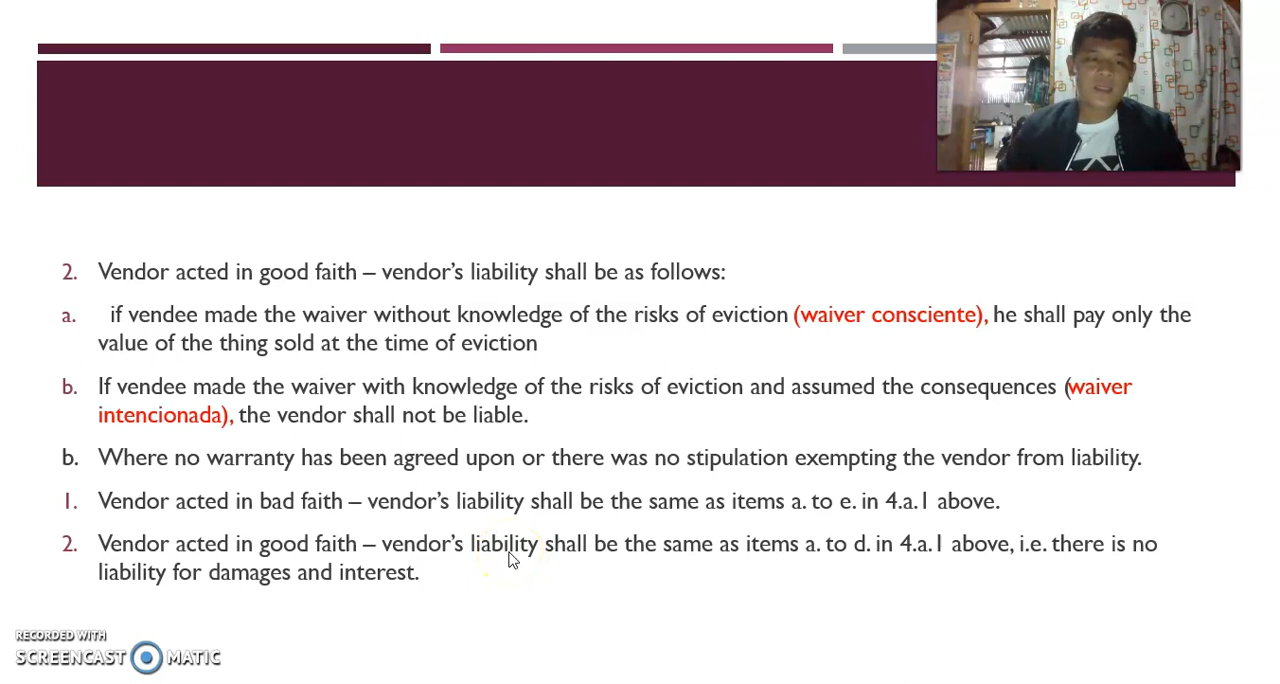 2. Vendor acted in good faith – vendor's liability shall be as follows:
a. if vendee made the waiver without knowledge of the risks of eviction (waiver consciente), he shall pay only the
value of the thing sold at the time of eviction
b. If vendee made the waiver with knowledge of the risks of eviction and assumed the consequences (waiver
intencionada), the vendor shall not be liable.
b. Where no warranty has been agreed upon or there was no stipulation exempting the vendor from liability.
1. Vendor acted in bad faith – vendor's liability shall be the same as items a. to e. in 4.a.1 above.
2. Vendor acted in good faith – vendor's liability shall be the same as items a. to d. in 4.a.1 above, i.e. there is no
liability for damages and interest.
RECORDED WITH
SCREENCAST MATIC